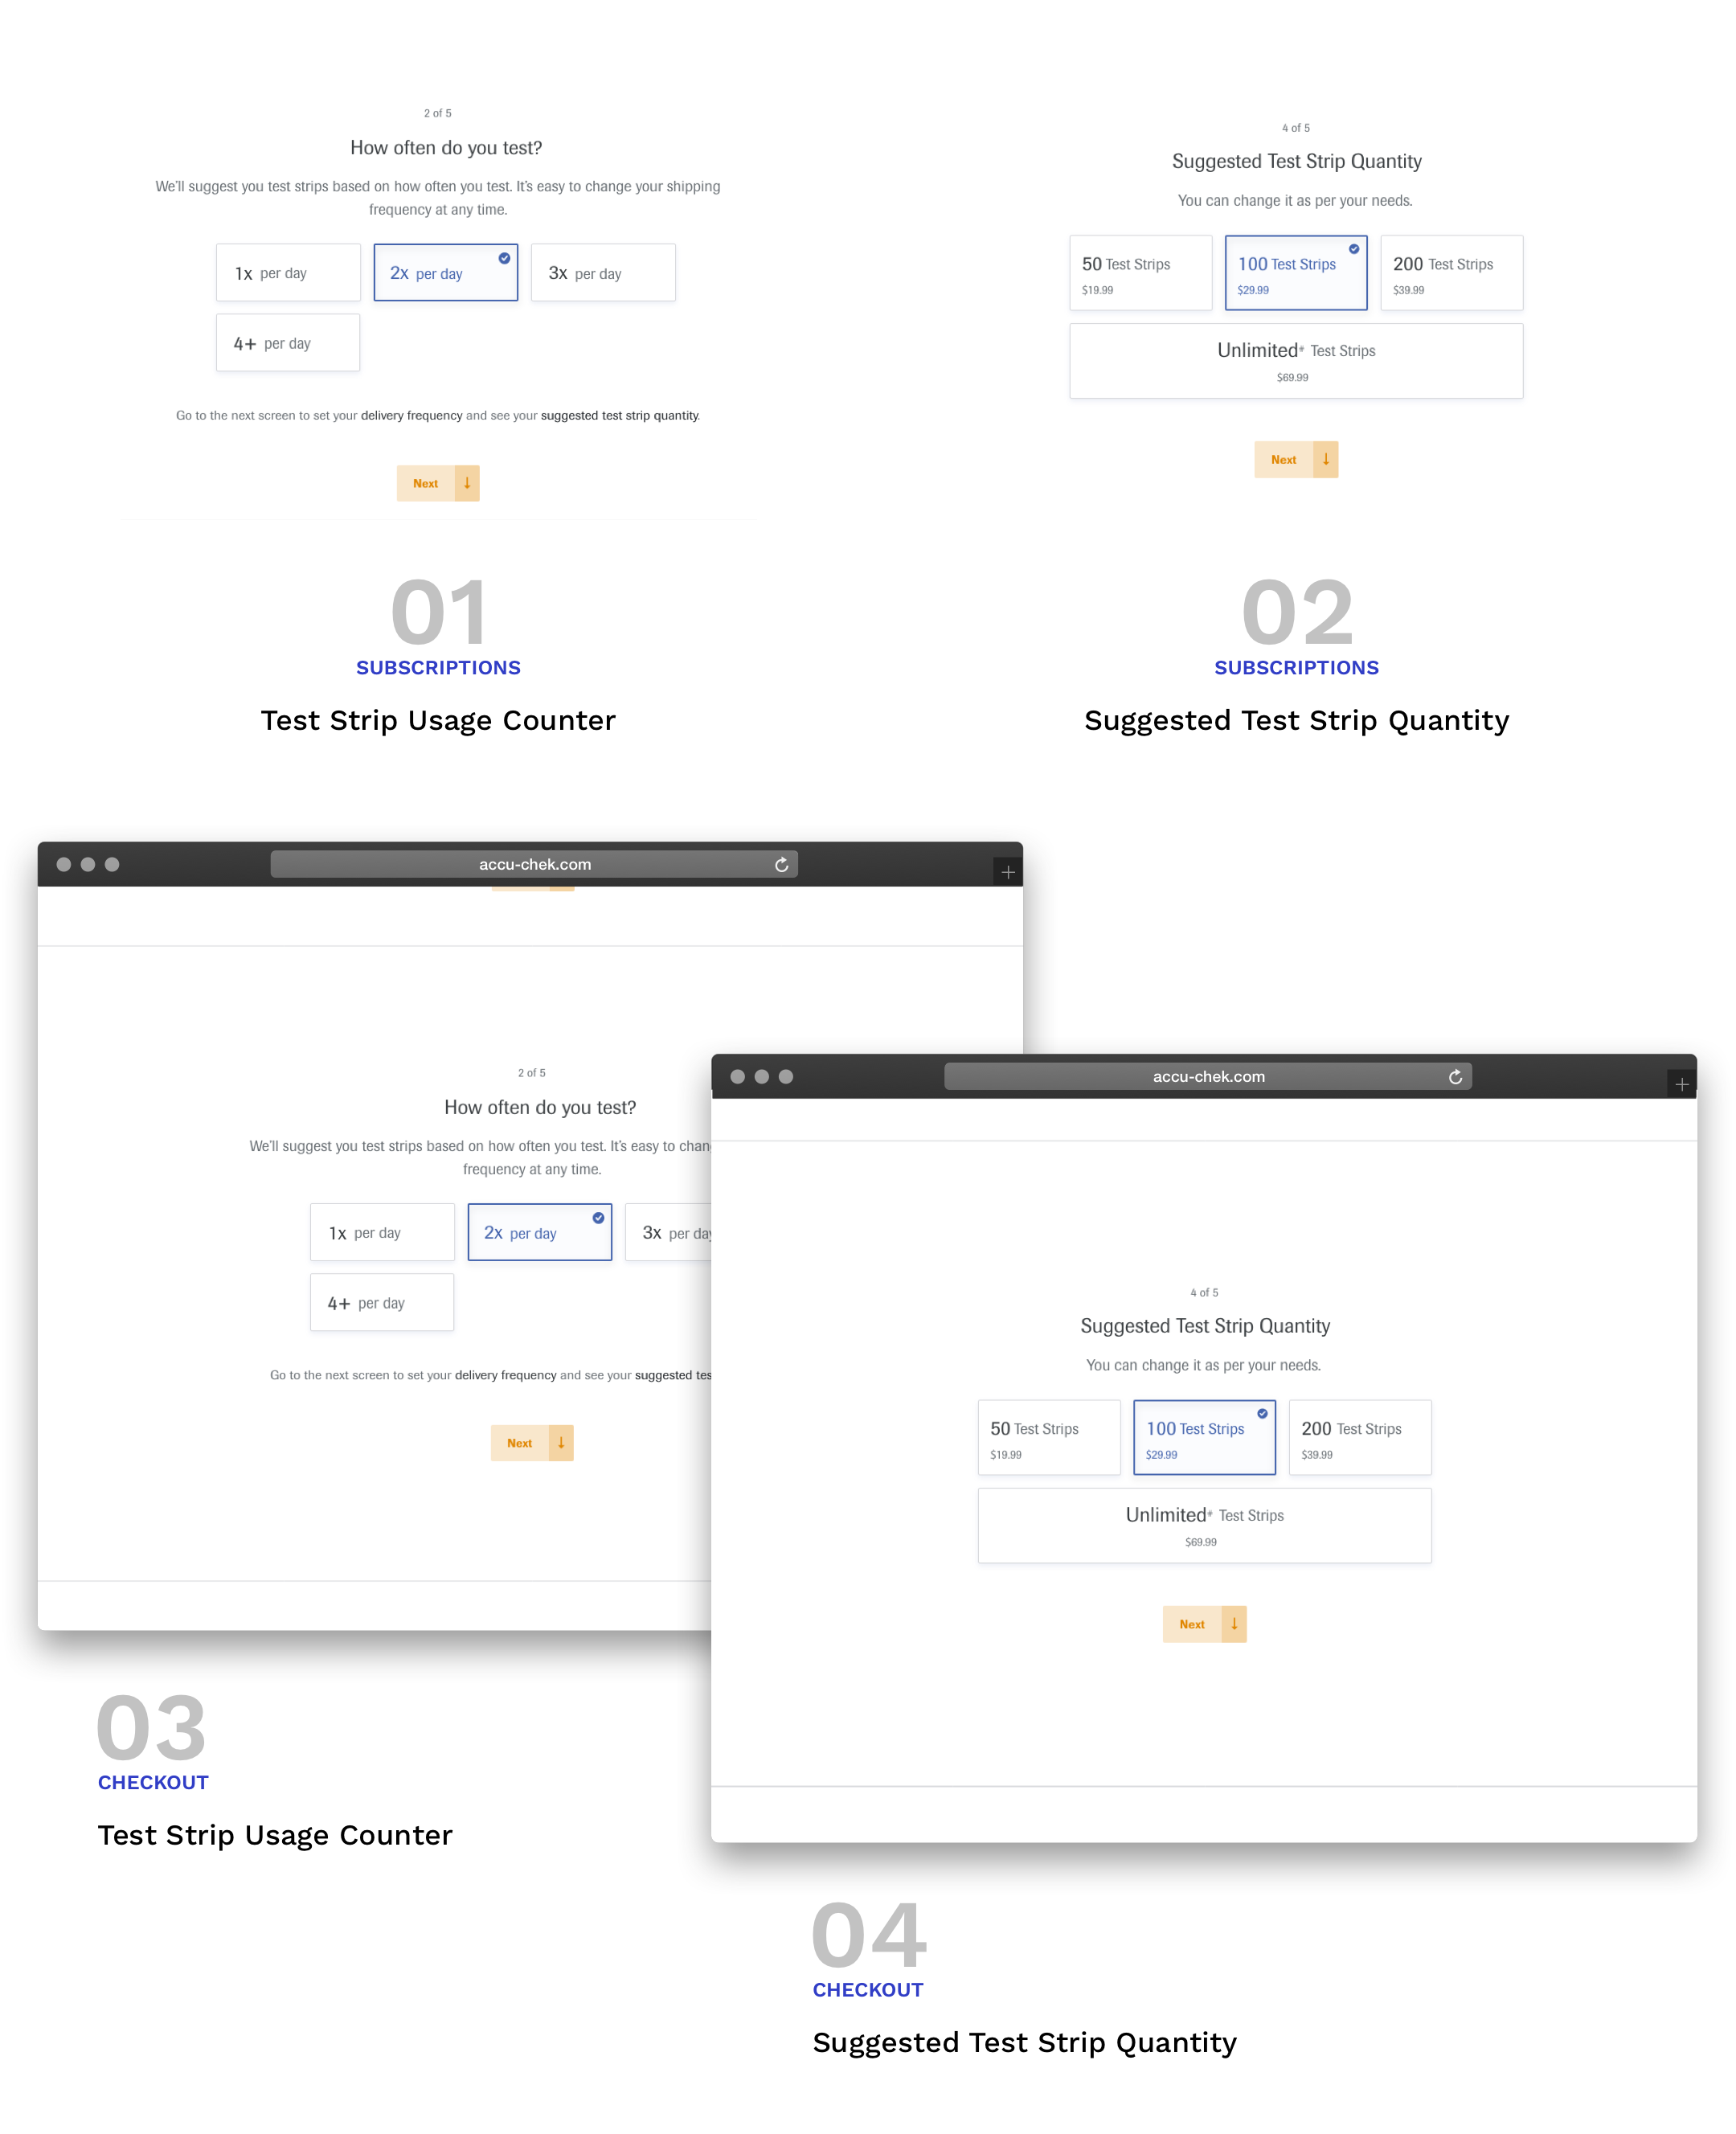 2 of 5
How often do you test?
We'll suggest you test strips based on how often you test. It's easy to change your shipping
frequency at any time.
1x per day
2x per day
3x per day
4+ per day
Go to the next screen to set your delivery frequency and see your suggested test strip quantity.
Next
01
SUBSCRIPTIONS
Test Strip Usage Counter
4 of 5
Suggested Test Strip Quantity
You can change it as per your needs.
50 Test Strips
$19.99
100 Test Strips
$29.99
200 Test Strips
$39.99
Unlimited* Test Strips
$69.99
Next
02
SUBSCRIPTIONS
Suggested Test Strip Quantity
accu-chek.com
2 of 5
How often do you test?
We'll suggest you test strips based on how often you test. It's easy to chan
frequency at any time.
1x per day
2x per day
3x per day
4+ per day
Go to the next screen to set your delivery frequency and see your suggested tes
Next
03
CHECKOUT
Test Strip Usage Counter
accu-chek.com
4 of 5
Suggested Test Strip Quantity
You can change it as per your needs.
50 Test Strips
$19.99
100 Test Strips
$29.99
200 Test Strips
$39.99
Unlimited* Test Strips
$69.99
Next
04
CHECKOUT
Suggested Test Strip Quantity